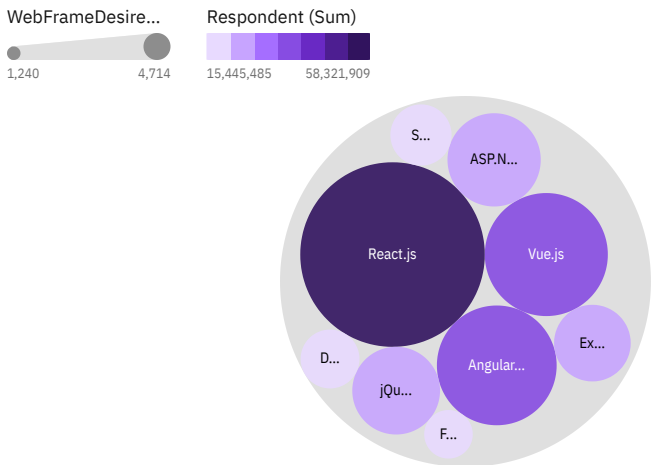 WebFrameDesire...
1,240
4,714
Respondent (Sum)
15,445,485
58,321,909
S...
ASP.N...
React.js
Vue.js
Ex...
D...
Angular...
jQu...
F...